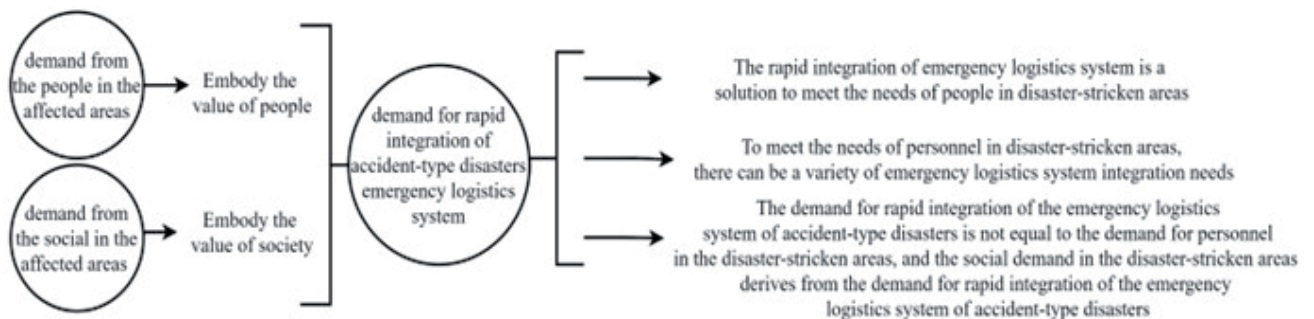 demand from
the people in the
affected areas
Embody the
value of people
demand from
the social in the
affected areas
Embody the
value of society
demand for rapid
integration of
accident-type disasters
emergency logistics
system
The rapid integration of emergency logistics system is a
solution to meet the needs of people in disaster-stricken areas
To meet the needs of personnel in disaster-stricken areas,
there can be a variety of emergency logistics system integration needs
The demand for rapid integration of the emergency logistics
system of accident-type disasters is not equal to the demand for personnel
in the disaster-stricken areas, and the social demand in the disaster-stricken areas
derives from the demand for rapid integration of the emergency
logistics system of accident-type disasters